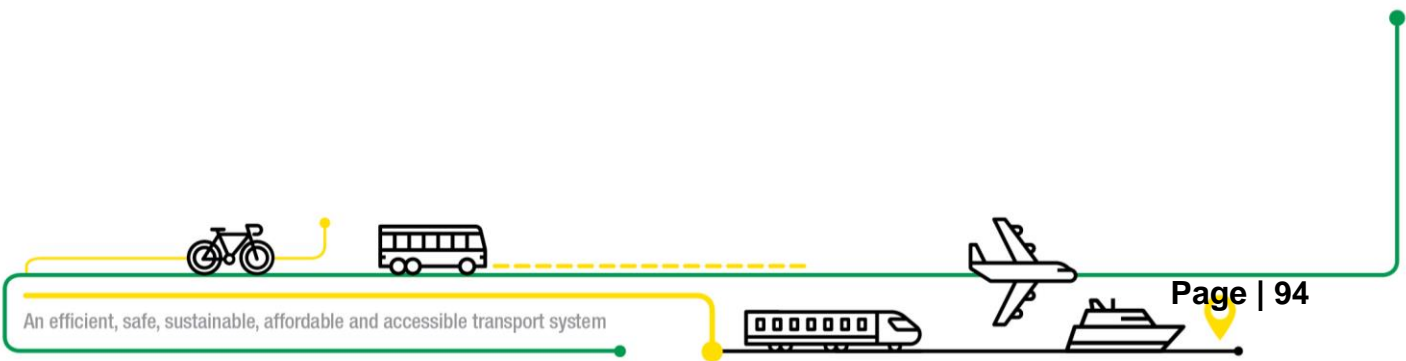 Page | 94
An efficient, safe, sustainable, affordable and accessible transport system